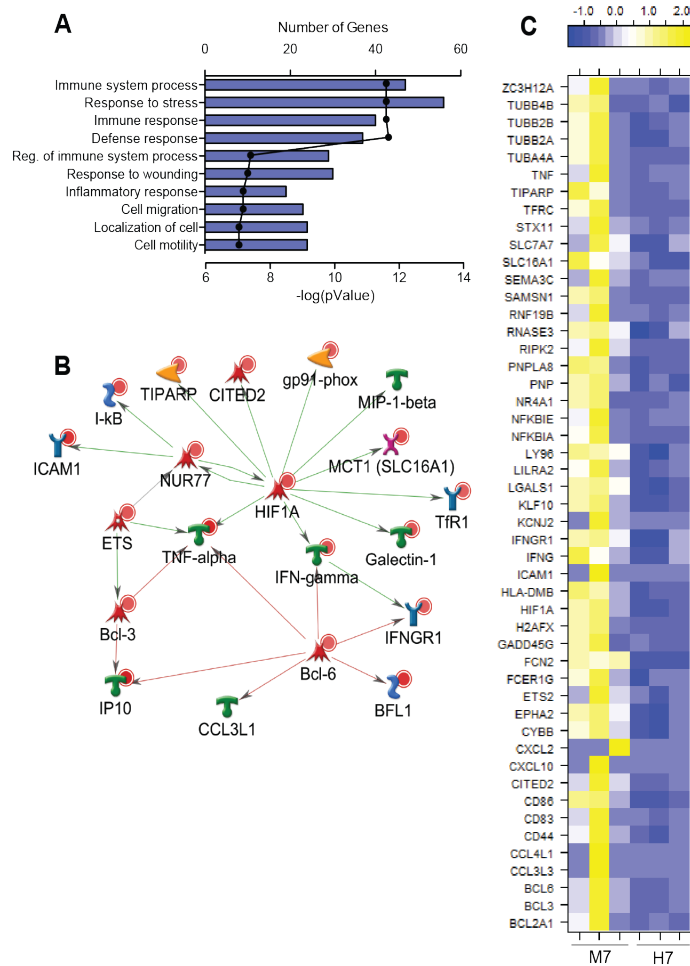 A
Number of Genes
0 20 40 60
Immune system process
Response to stress
Immune response
Defense response
Reg. of immune system process
Response to wounding
Inflammatory response
Cell migration
Localization of cell
Cell motility
6 8 10 12 14
-log(pValue)
B
TIPARP
CITED2
gp91-phox
MIP-1-beta
I-kB
ICAM1
NUR77
MCT1 (SLC16A1)
HIF1A
TfR1
ETS
TNF-alpha
IFN-gamma
Galectin-1
Bcl-3
IFNGR1
Bcl-6
IP10
CCL3L1
BFL1
C
-1.0 0.0 1.0 2.0
ZC3H12A
TUBB4B
TUBB2B
TUBB2A
TUBA4A
TNF
TIPARP
TFRC
STX11
SLC7A7
SLC16A1
SEMA3C
SAMSN1
RNF19B
RNASE3
RIPK2
PNPLA8
PNP
NR4A1
NFKBIE
NFKBIA
LY96
LILRA2
LGALS1
KLF10
KCNJ2
IFNGR1
IFNG
ICAM1
HLA-DMB
HIF1A
H2AFX
GADD45G
FCN2
FCER1G
ETS2
EPHA2
CYBB
CXCL2
CXCL10
CITED2
CD86
CD83
CD44
CCL4L1
CCL3L3
BCL6
BCL3
BCL2A1
M7 H7